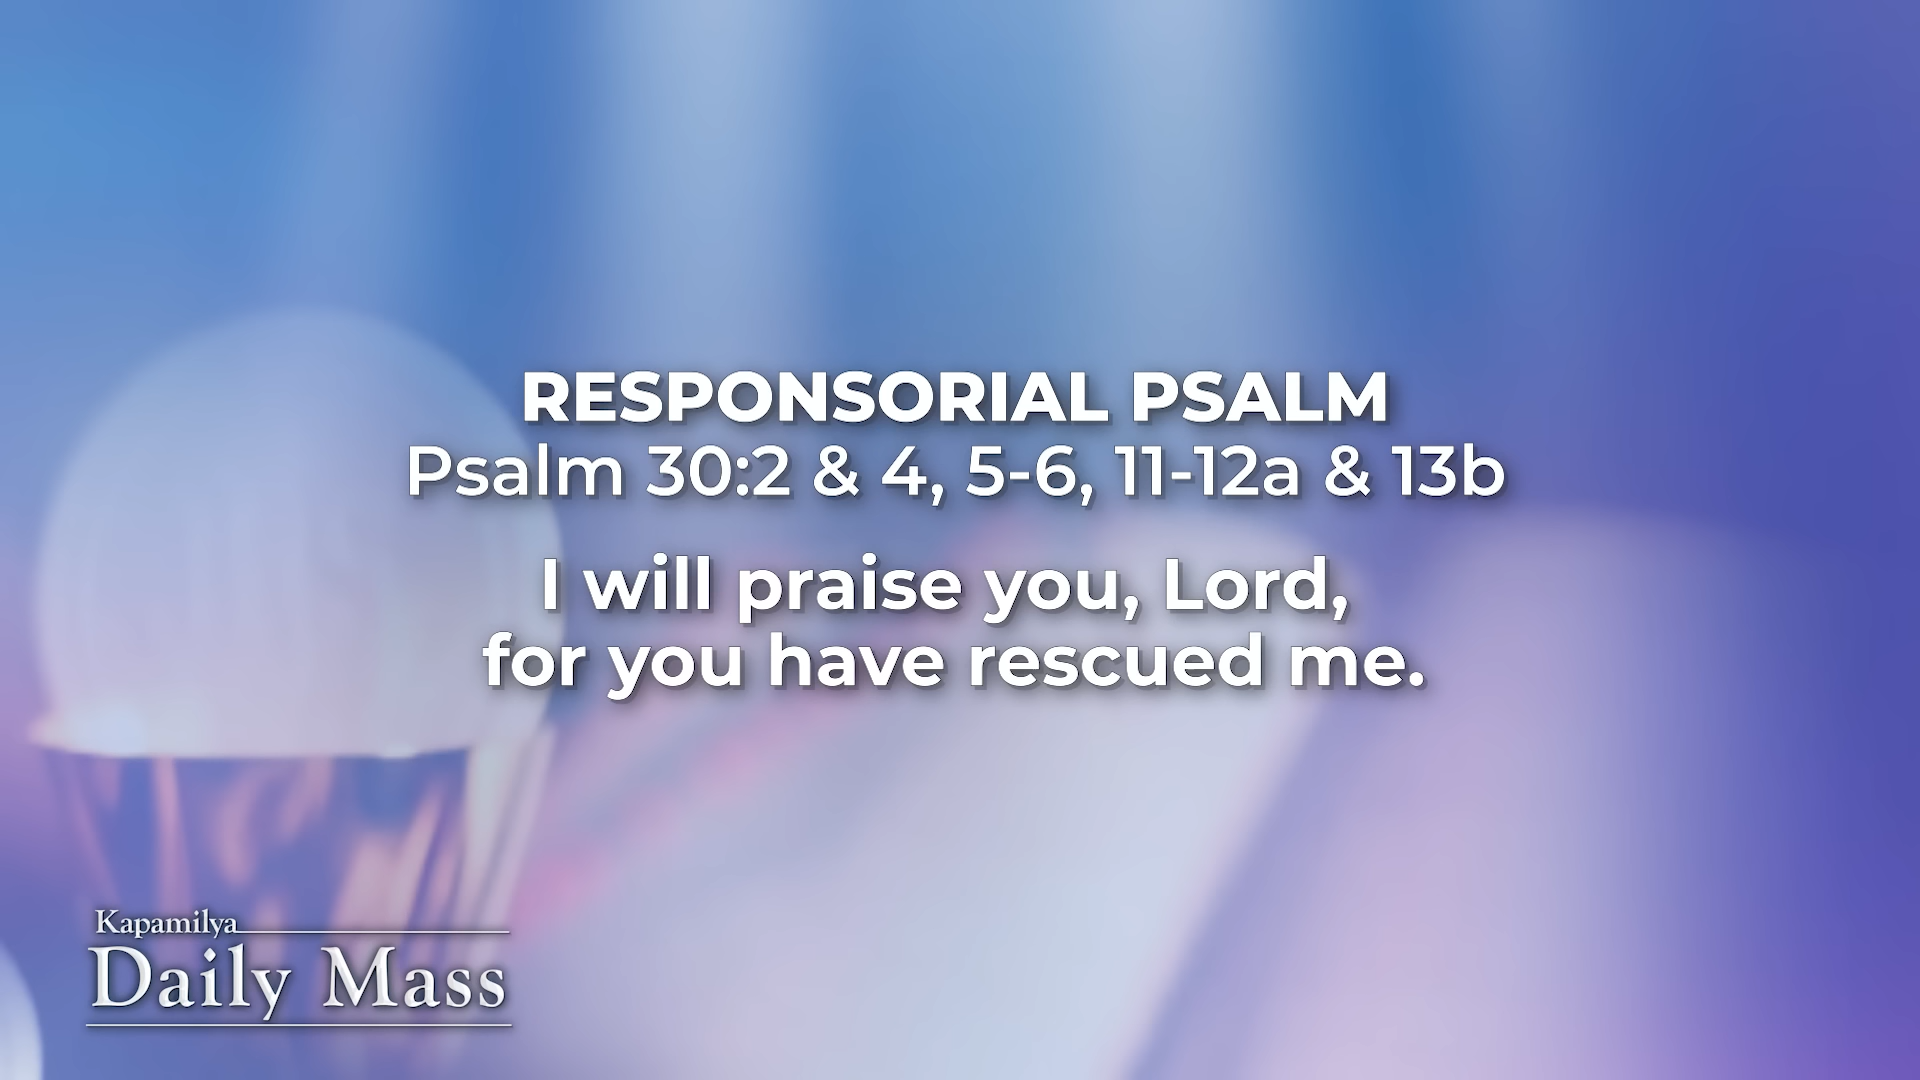 RESPONSORIAL PSALM
Psalm 30:2 & 4, 5-6, 11-12a & 13b
I will praise you, Lord,
for you have rescued me.
Kapamilya
Daily Mass